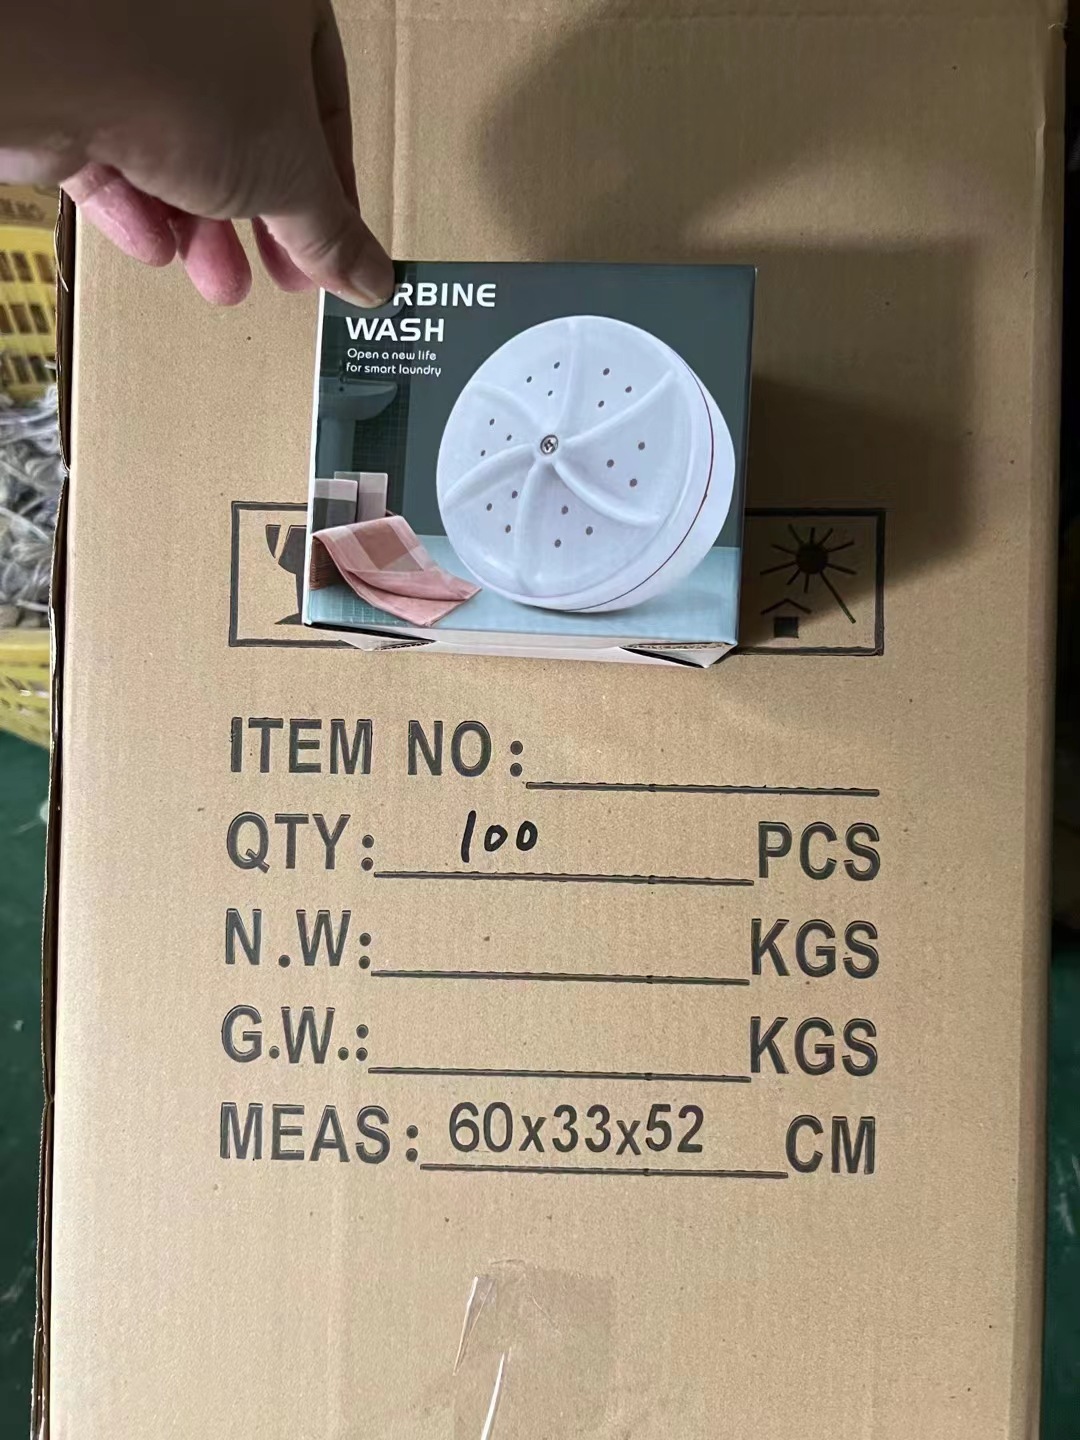 RBINE
WASH
Open a new life
for smart laundry
ITEM NO:
QTY: 100 PCS
N.W: KGS
G.W.: KGS
MEAS: 60x33x52 CM